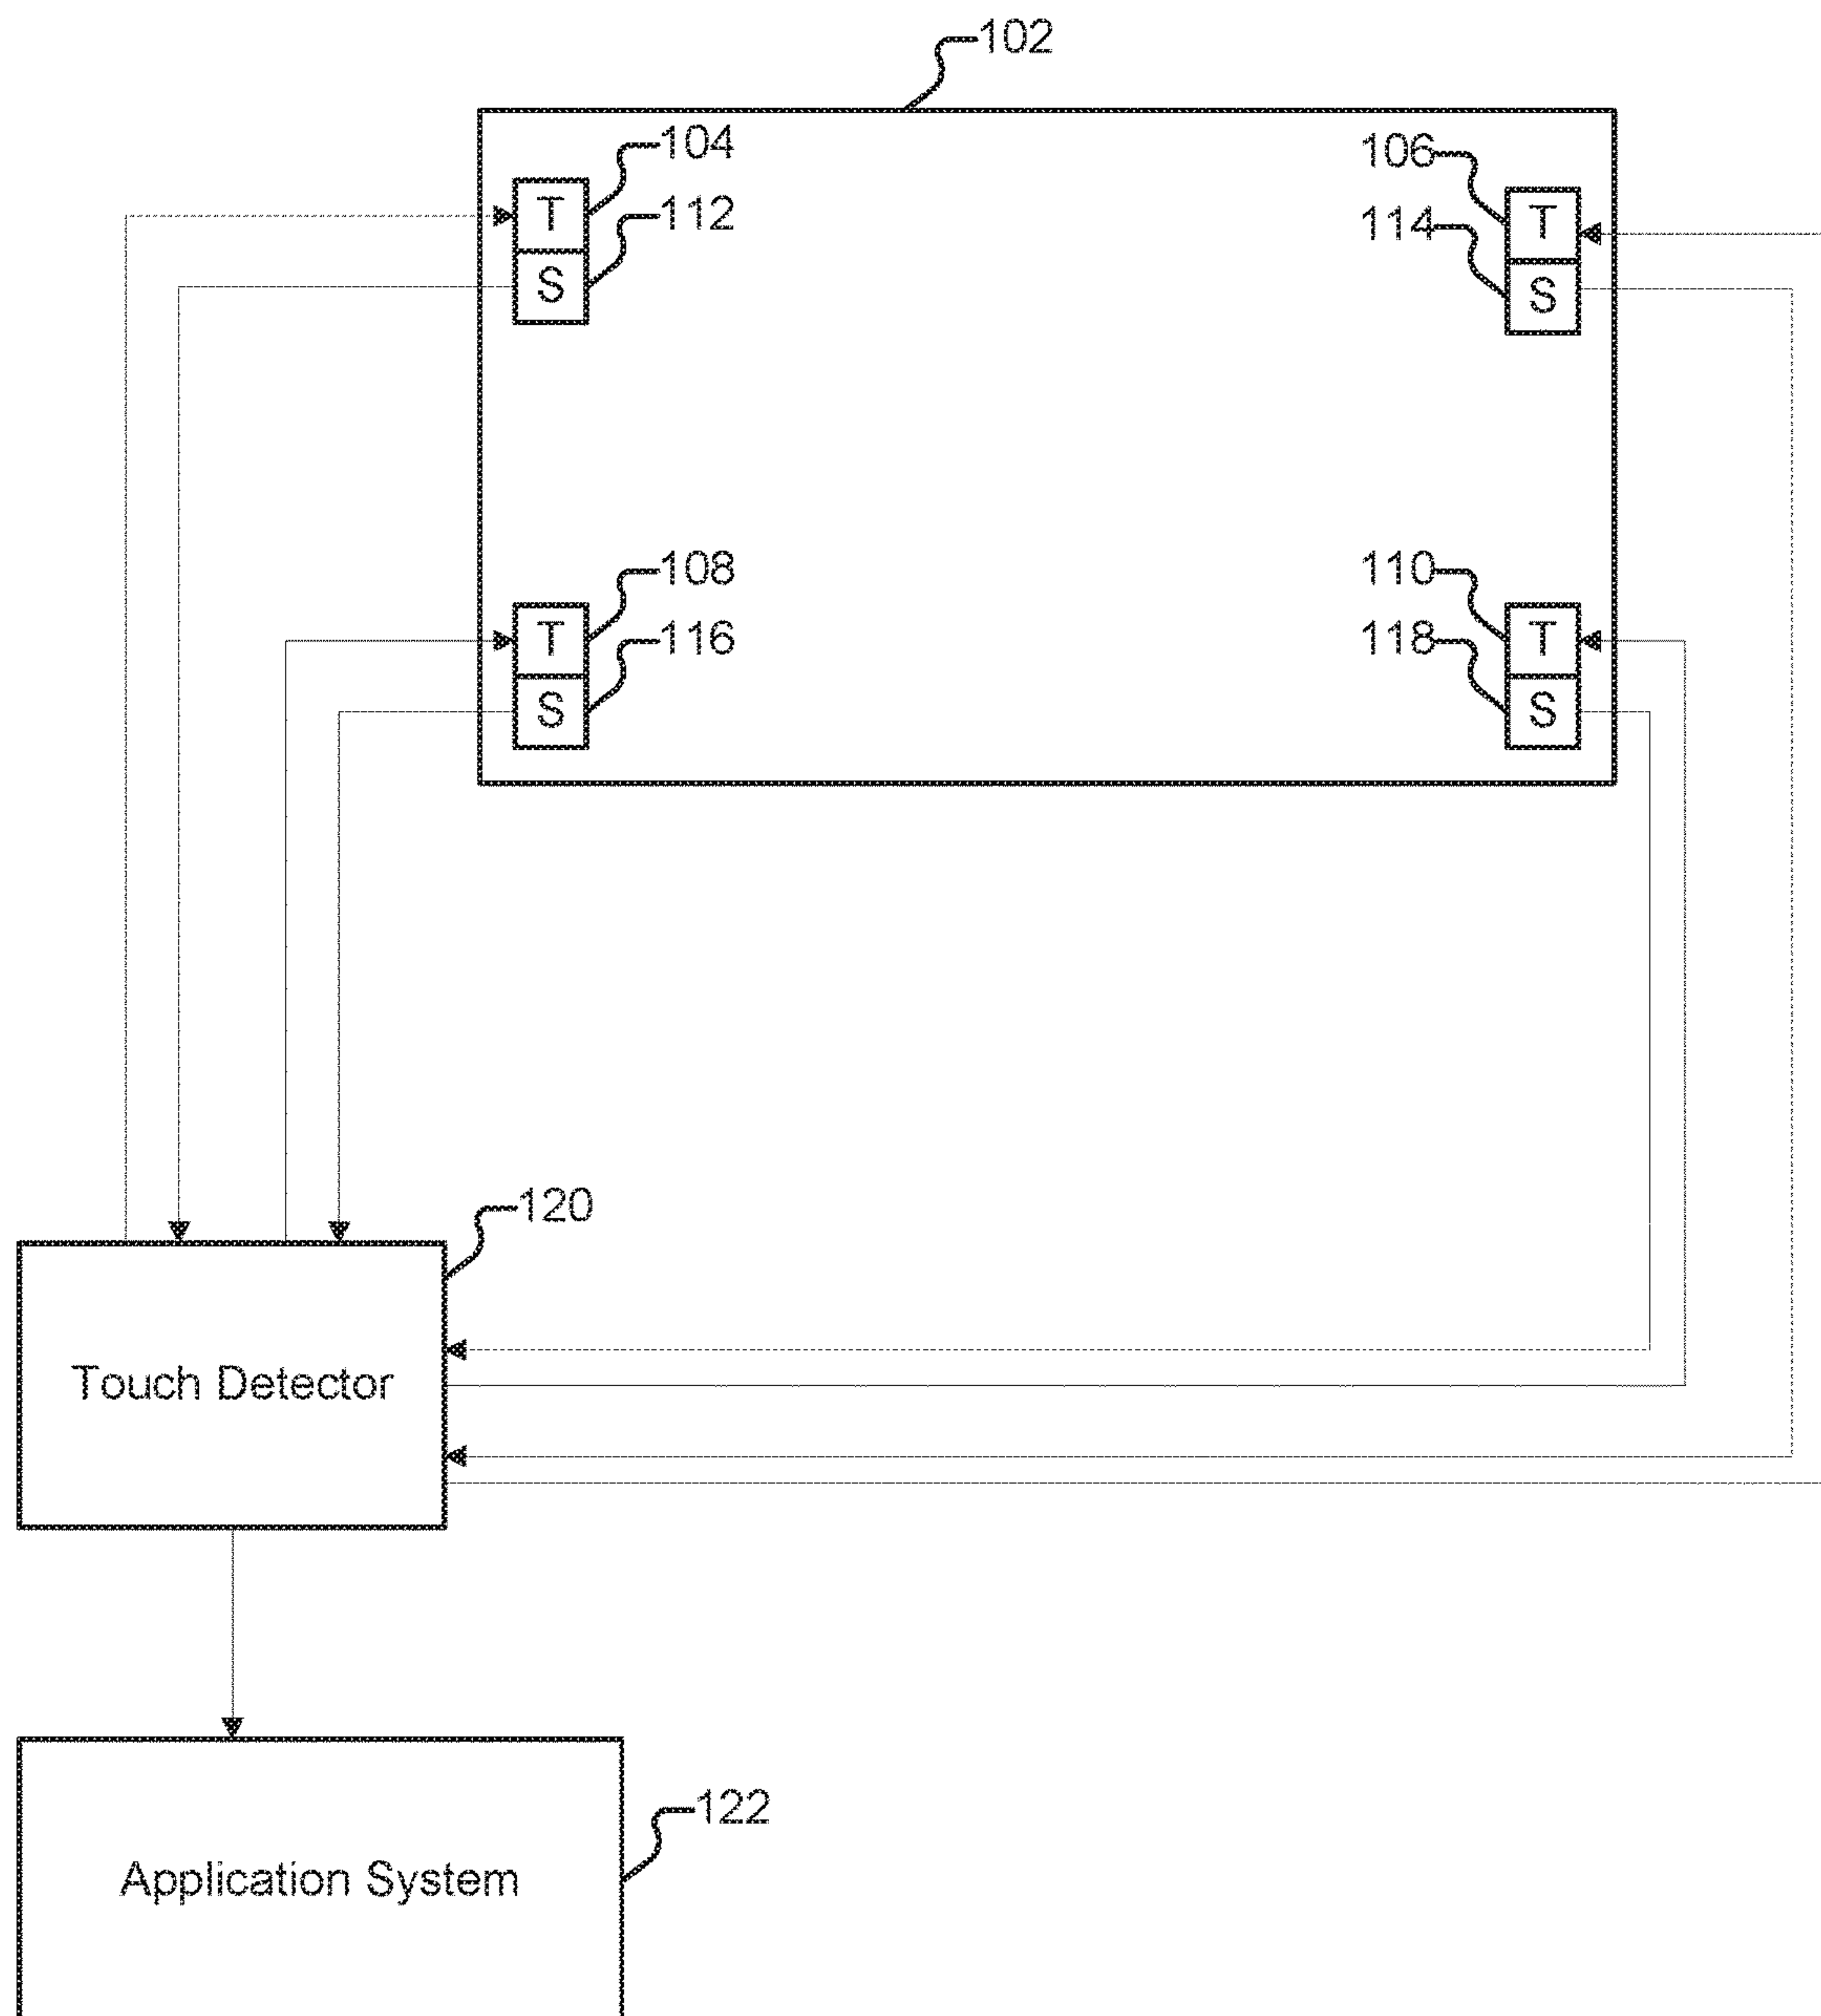 102
104
106
T
T
112
114
S
S
108
110
T
T
116
118
S
S
120
Touch Detector
122
Application System